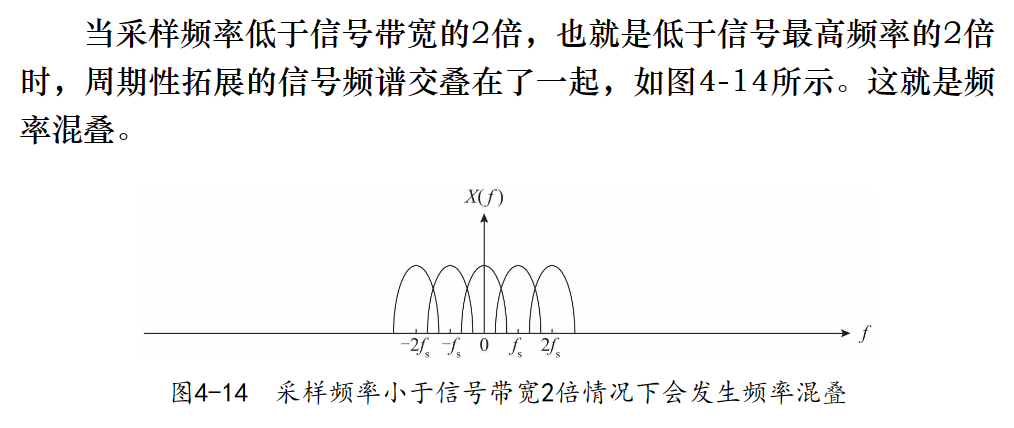 当采样频率低于信号带宽的2倍，也就是低于信号最高频率的2倍
时，周期性拓展的信号频谱交叠在了一起，如图4-14所示。这就是频
率混叠。
X(f)
−2fs −fs 0 fs 2fs f
图4-14 采样频率小于信号带宽2倍情况下会发生频率混叠